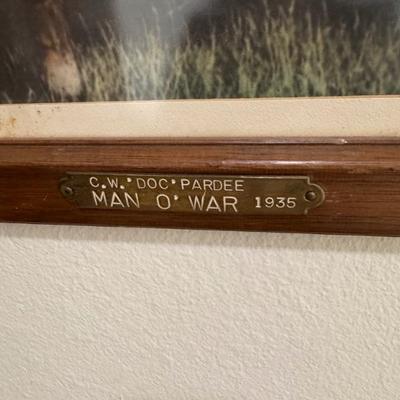 C.W. "DOC" PARDEE
MAN O' WAR 1935